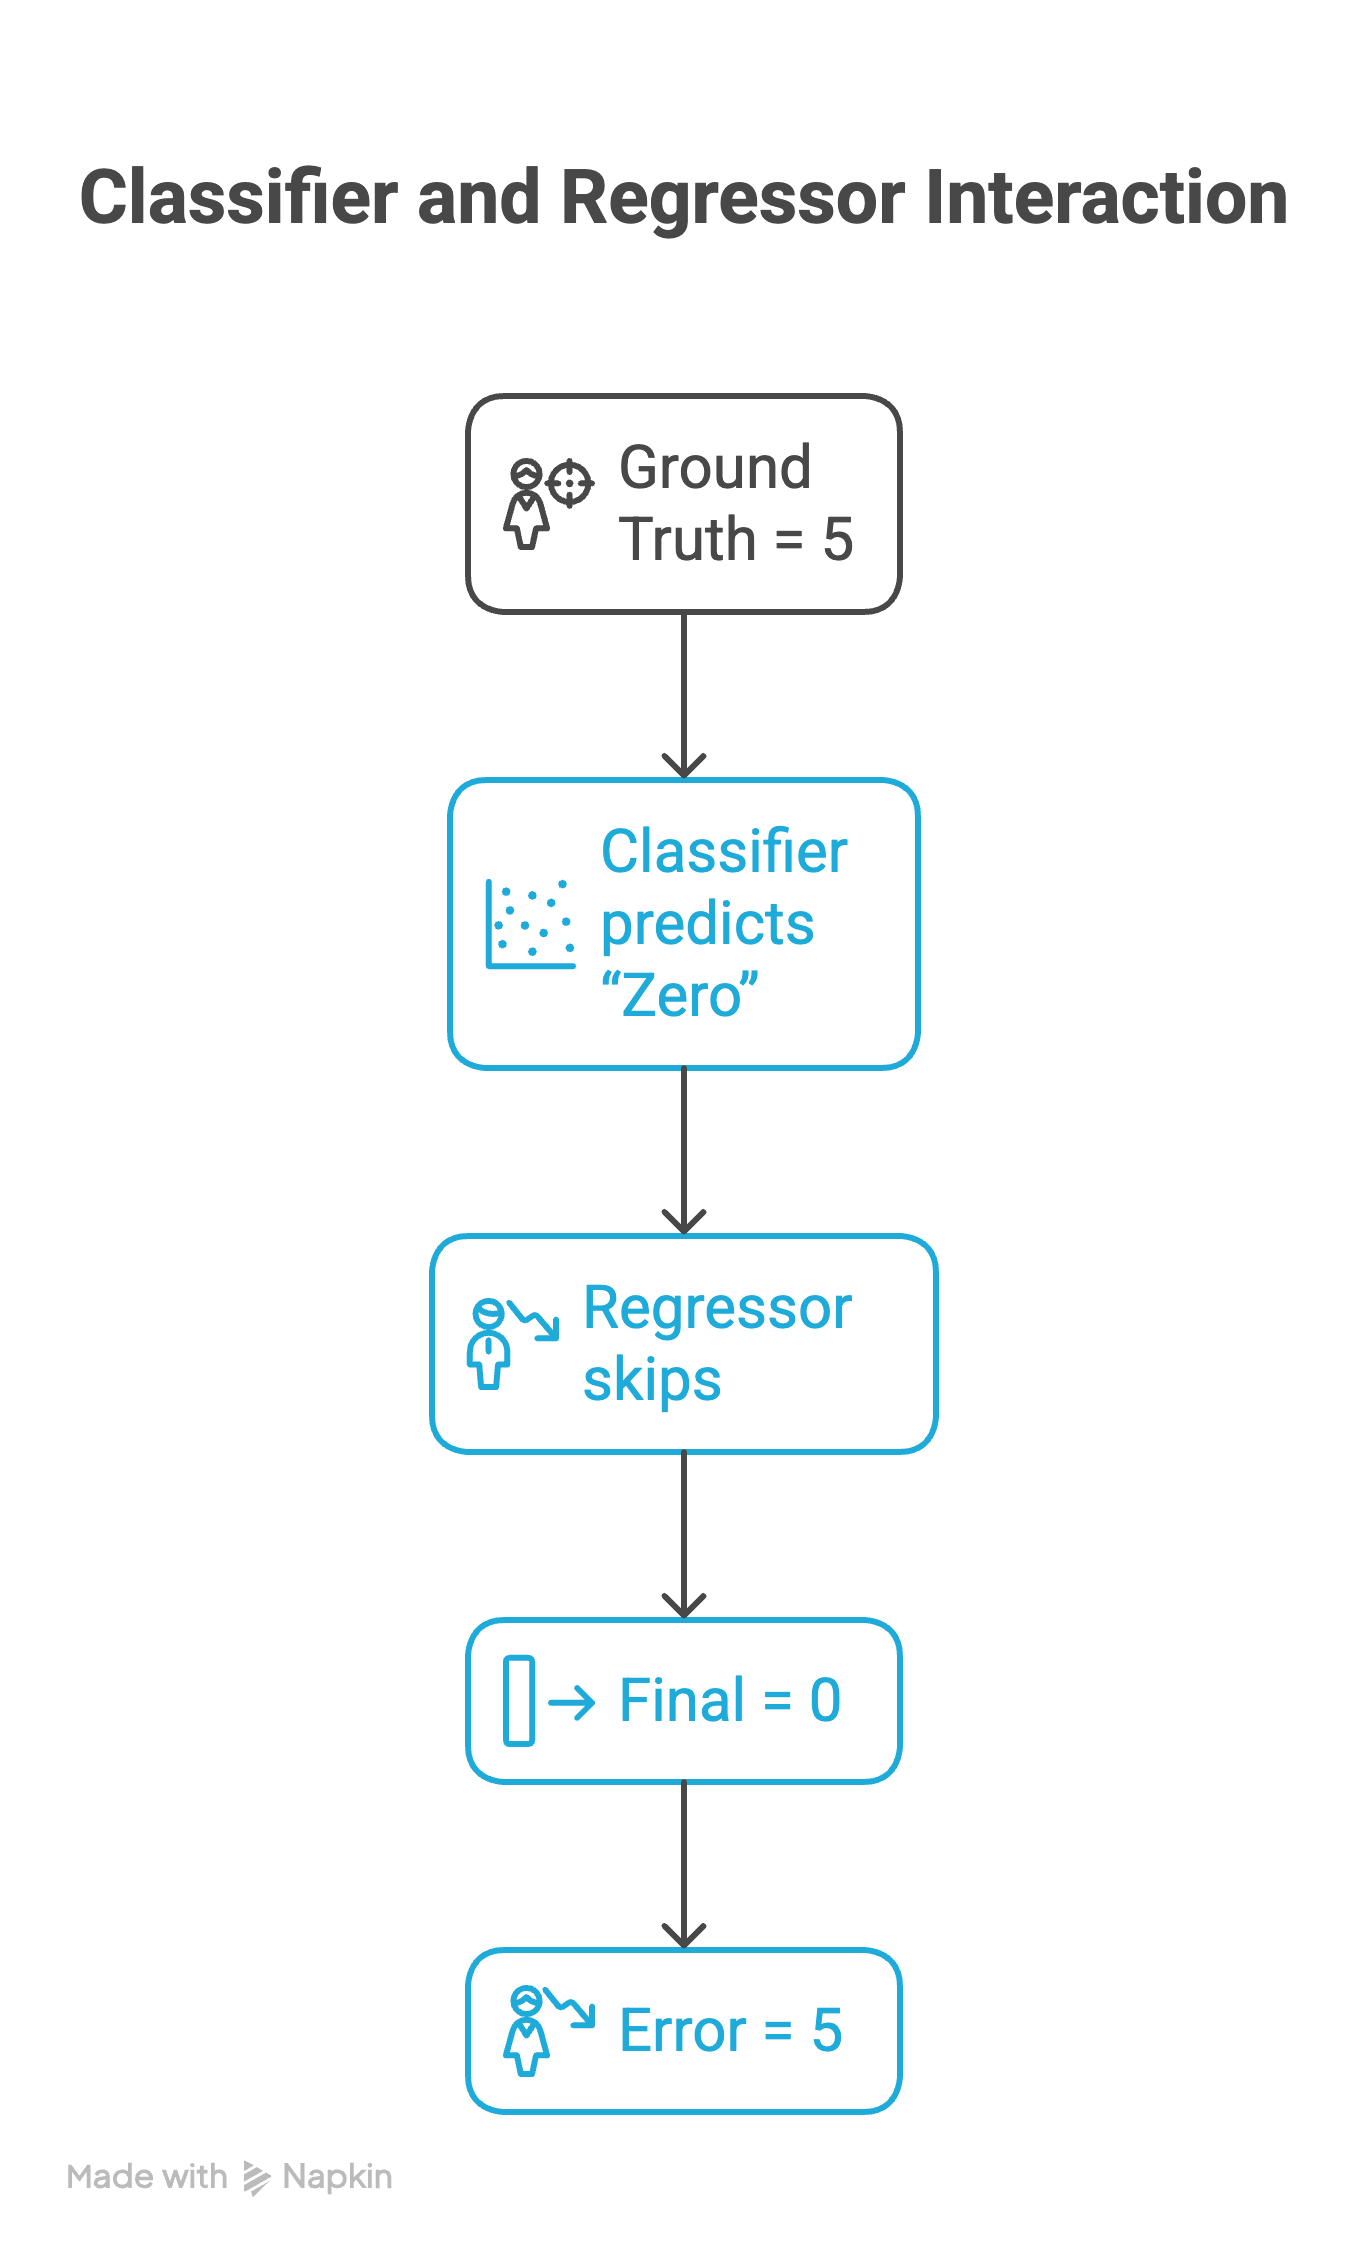 Classifier and Regressor Interaction
Ground
Truth = 5
Classifier
predicts
“Zero”
Regressor
skips
Final = 0
Error = 5
Made with Napkin